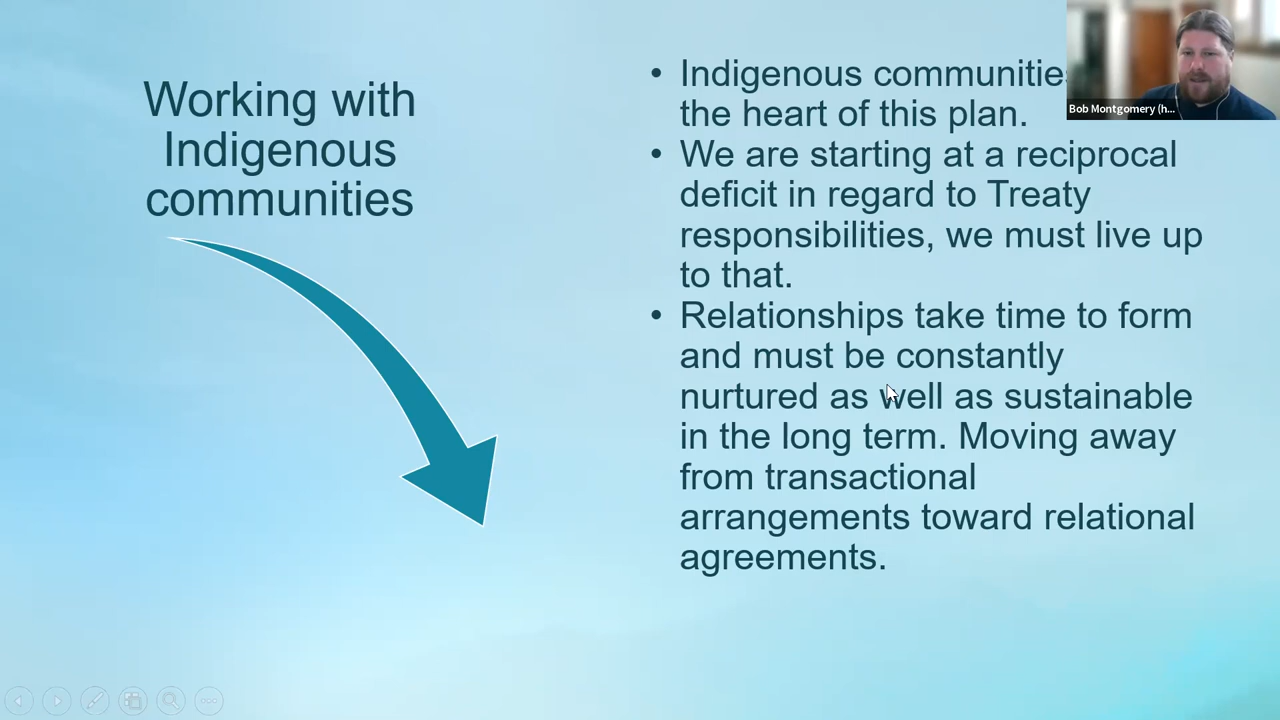 Working with
Indigenous
communities
• Indigenous
the heart of this plan.
• We are starting at a reciprocal
deficit in regard to Treaty
responsibilities, we must live up
to that.
• Relationships take time to form
and must be constantly
nurtured as well as sustainable
in the long term. Moving away
from transactional
arrangements toward relational
agreements.
Bob Montgomery (h...